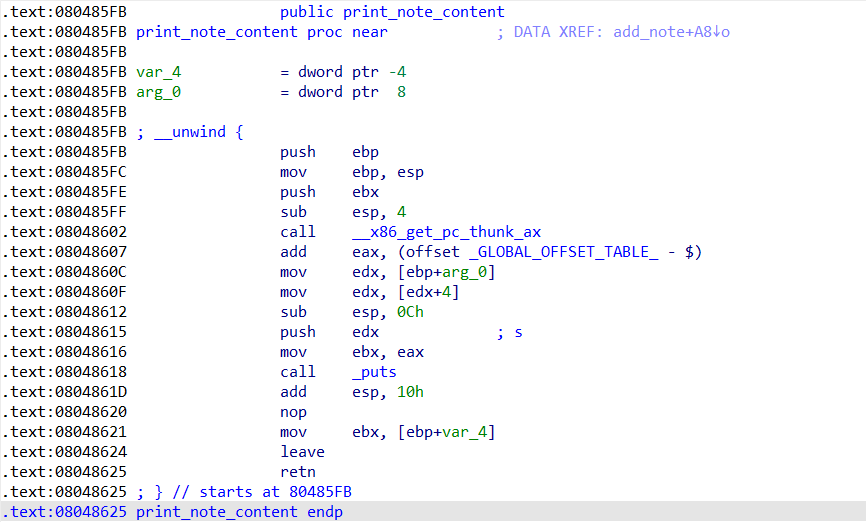 .text:080485FB public print_note_content
.text:080485FB print_note_content proc near ; DATA XREF: add_note+A8↓o
.text:080485FB
.text:080485FB var_4 = dword ptr -4
.text:080485FB arg_0 = dword ptr 8
.text:080485FB
.text:080485FB ; __unwind {
.text:080485FB push ebp
.text:080485FC mov ebp, esp
.text:080485FE push ebx
.text:080485FF sub esp, 4
.text:08048602 call __x86_get_pc_thunk_ax
.text:08048607 add eax, (offset _GLOBAL_OFFSET_TABLE_ - $)
.text:0804860C mov edx, [ebp+arg_0]
.text:0804860F mov edx, [edx+4]
.text:08048612 sub esp, 0Ch
.text:08048615 push edx ; s
.text:08048616 mov ebx, eax
.text:08048618 call _puts
.text:0804861D add esp, 10h
.text:08048620 nop
.text:08048621 mov ebx, [ebp+var_4]
.text:08048624 leave
.text:08048625 retn
.text:08048625 ; } // starts at 80485FB
.text:08048625 print_note_content endp